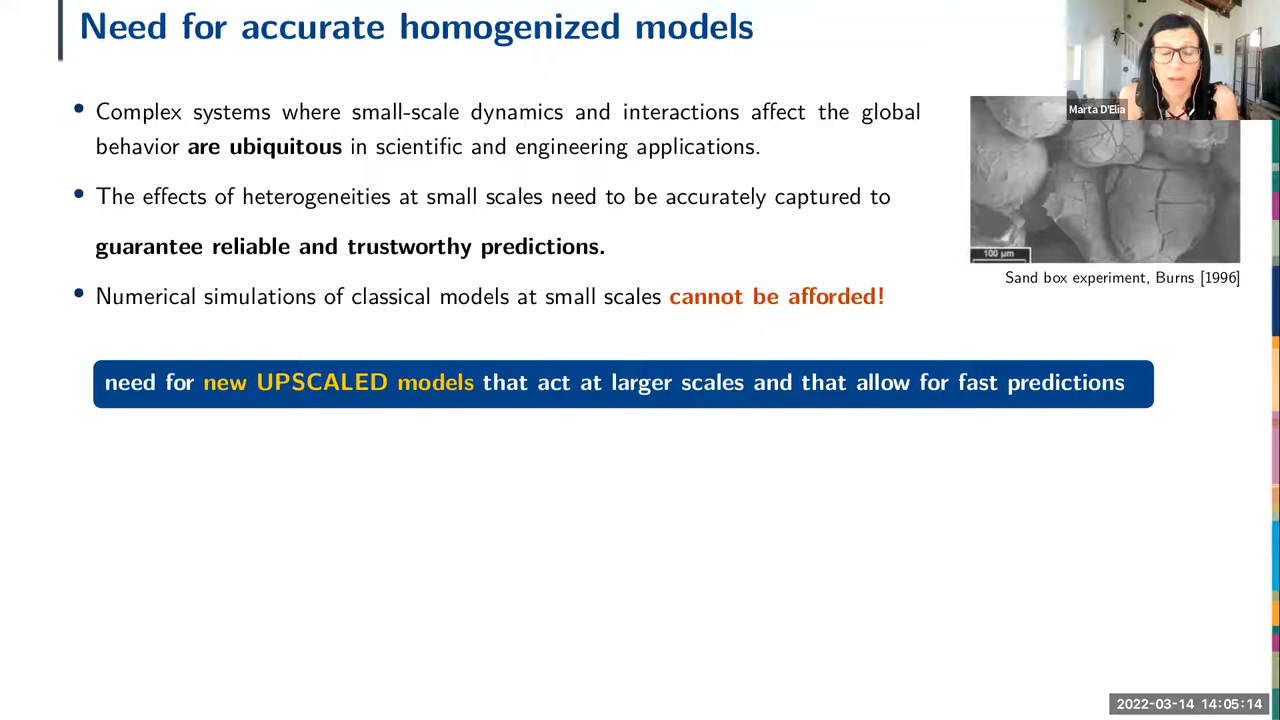 Need for accurate homogenized models
Marta D'Elia
• Complex systems where small-scale dynamics and interactions affect the global
behavior are ubiquitous in scientific and engineering applications.
• The effects of heterogeneities at small scales need to be accurately captured to
guarantee reliable and trustworthy predictions.
100 µm
Sand box experiment, Burns [1996]
• Numerical simulations of classical models at small scales cannot be afforded!
need for new UPSCALED models that act at larger scales and that allow for fast predictions
2022-03-14 14:05:14